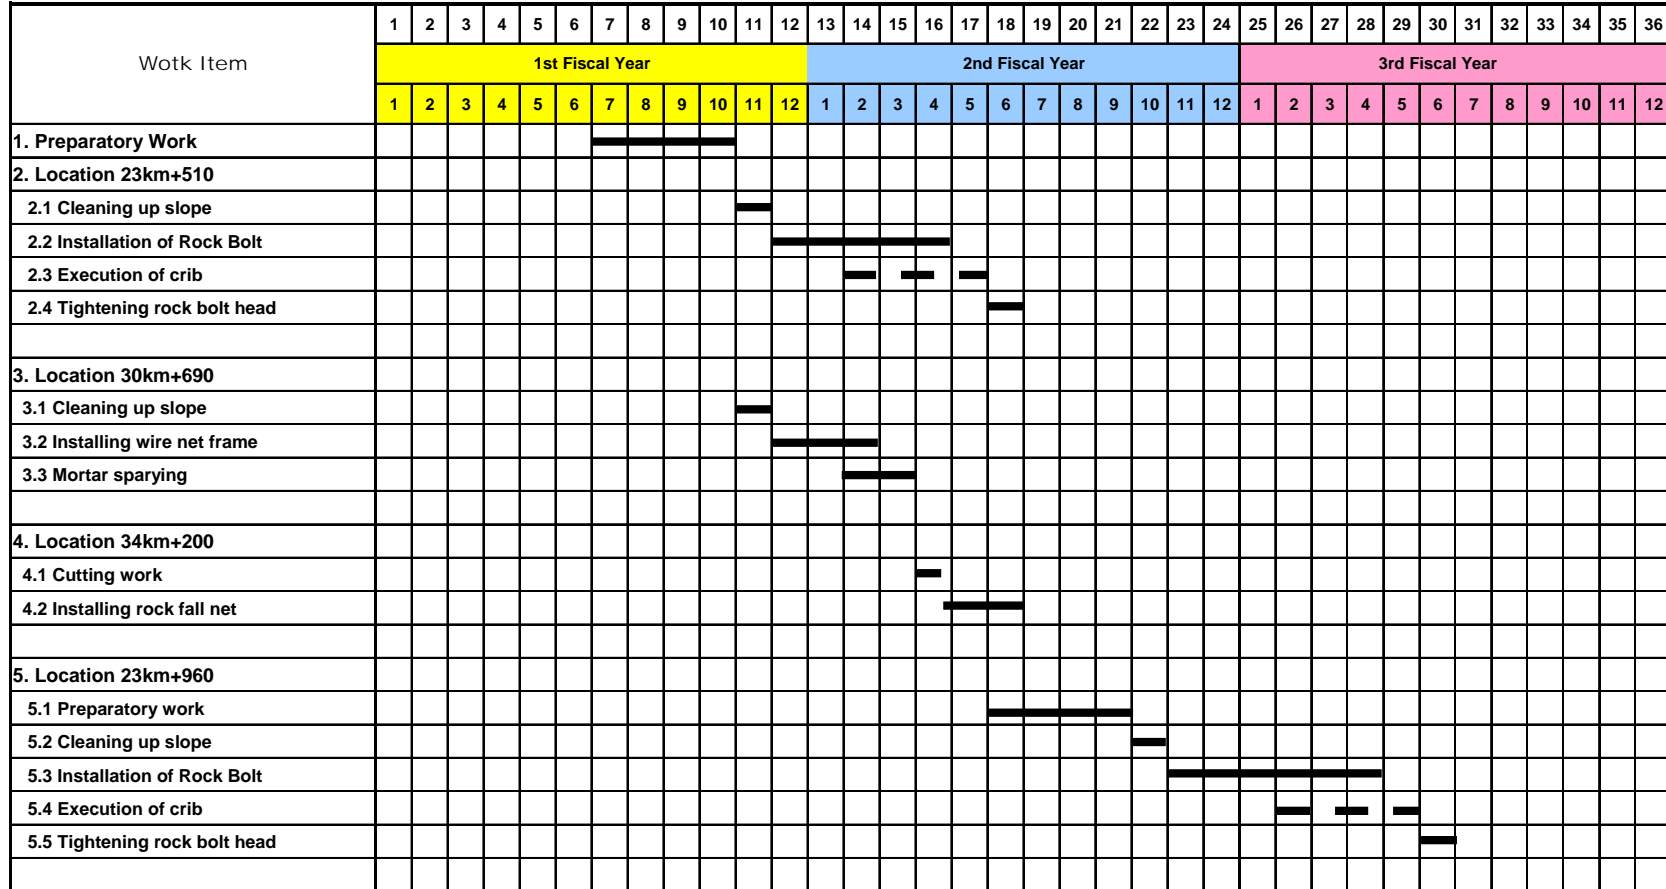 1 2 3 4 5 6 7 8 9 10 11 12 13 14 15 16 17 18 19 20 21 22 23 24 25 26 27 28 29 30 31 32 33 34 35 36
Wotk Item 1st Fiscal Year 2nd Fiscal Year 3rd Fiscal Year
1 2 3 4 5 6 7 8 9 10 11 12 1 2 3 4 5 6 7 8 9 10 11 12 1 2 3 4 5 6 7 8 9 10 11 12
1. Preparatory Work
2. Location 23km+510
2.1 Cleaning up slope
2.2 Installation of Rock Bolt
2.3 Execution of crib
2.4 Tightening rock bolt head
3. Location 30km+690
3.1 Cleaning up slope
3.2 Installing wire net frame
3.3 Mortar sparying
4. Location 34km+200
4.1 Cutting work
4.2 Installing rock fall net
5. Location 23km+960
5.1 Preparatory work
5.2 Cleaning up slope
5.3 Installation of Rock Bolt
5.4 Execution of crib
5.5 Tightening rock bolt head